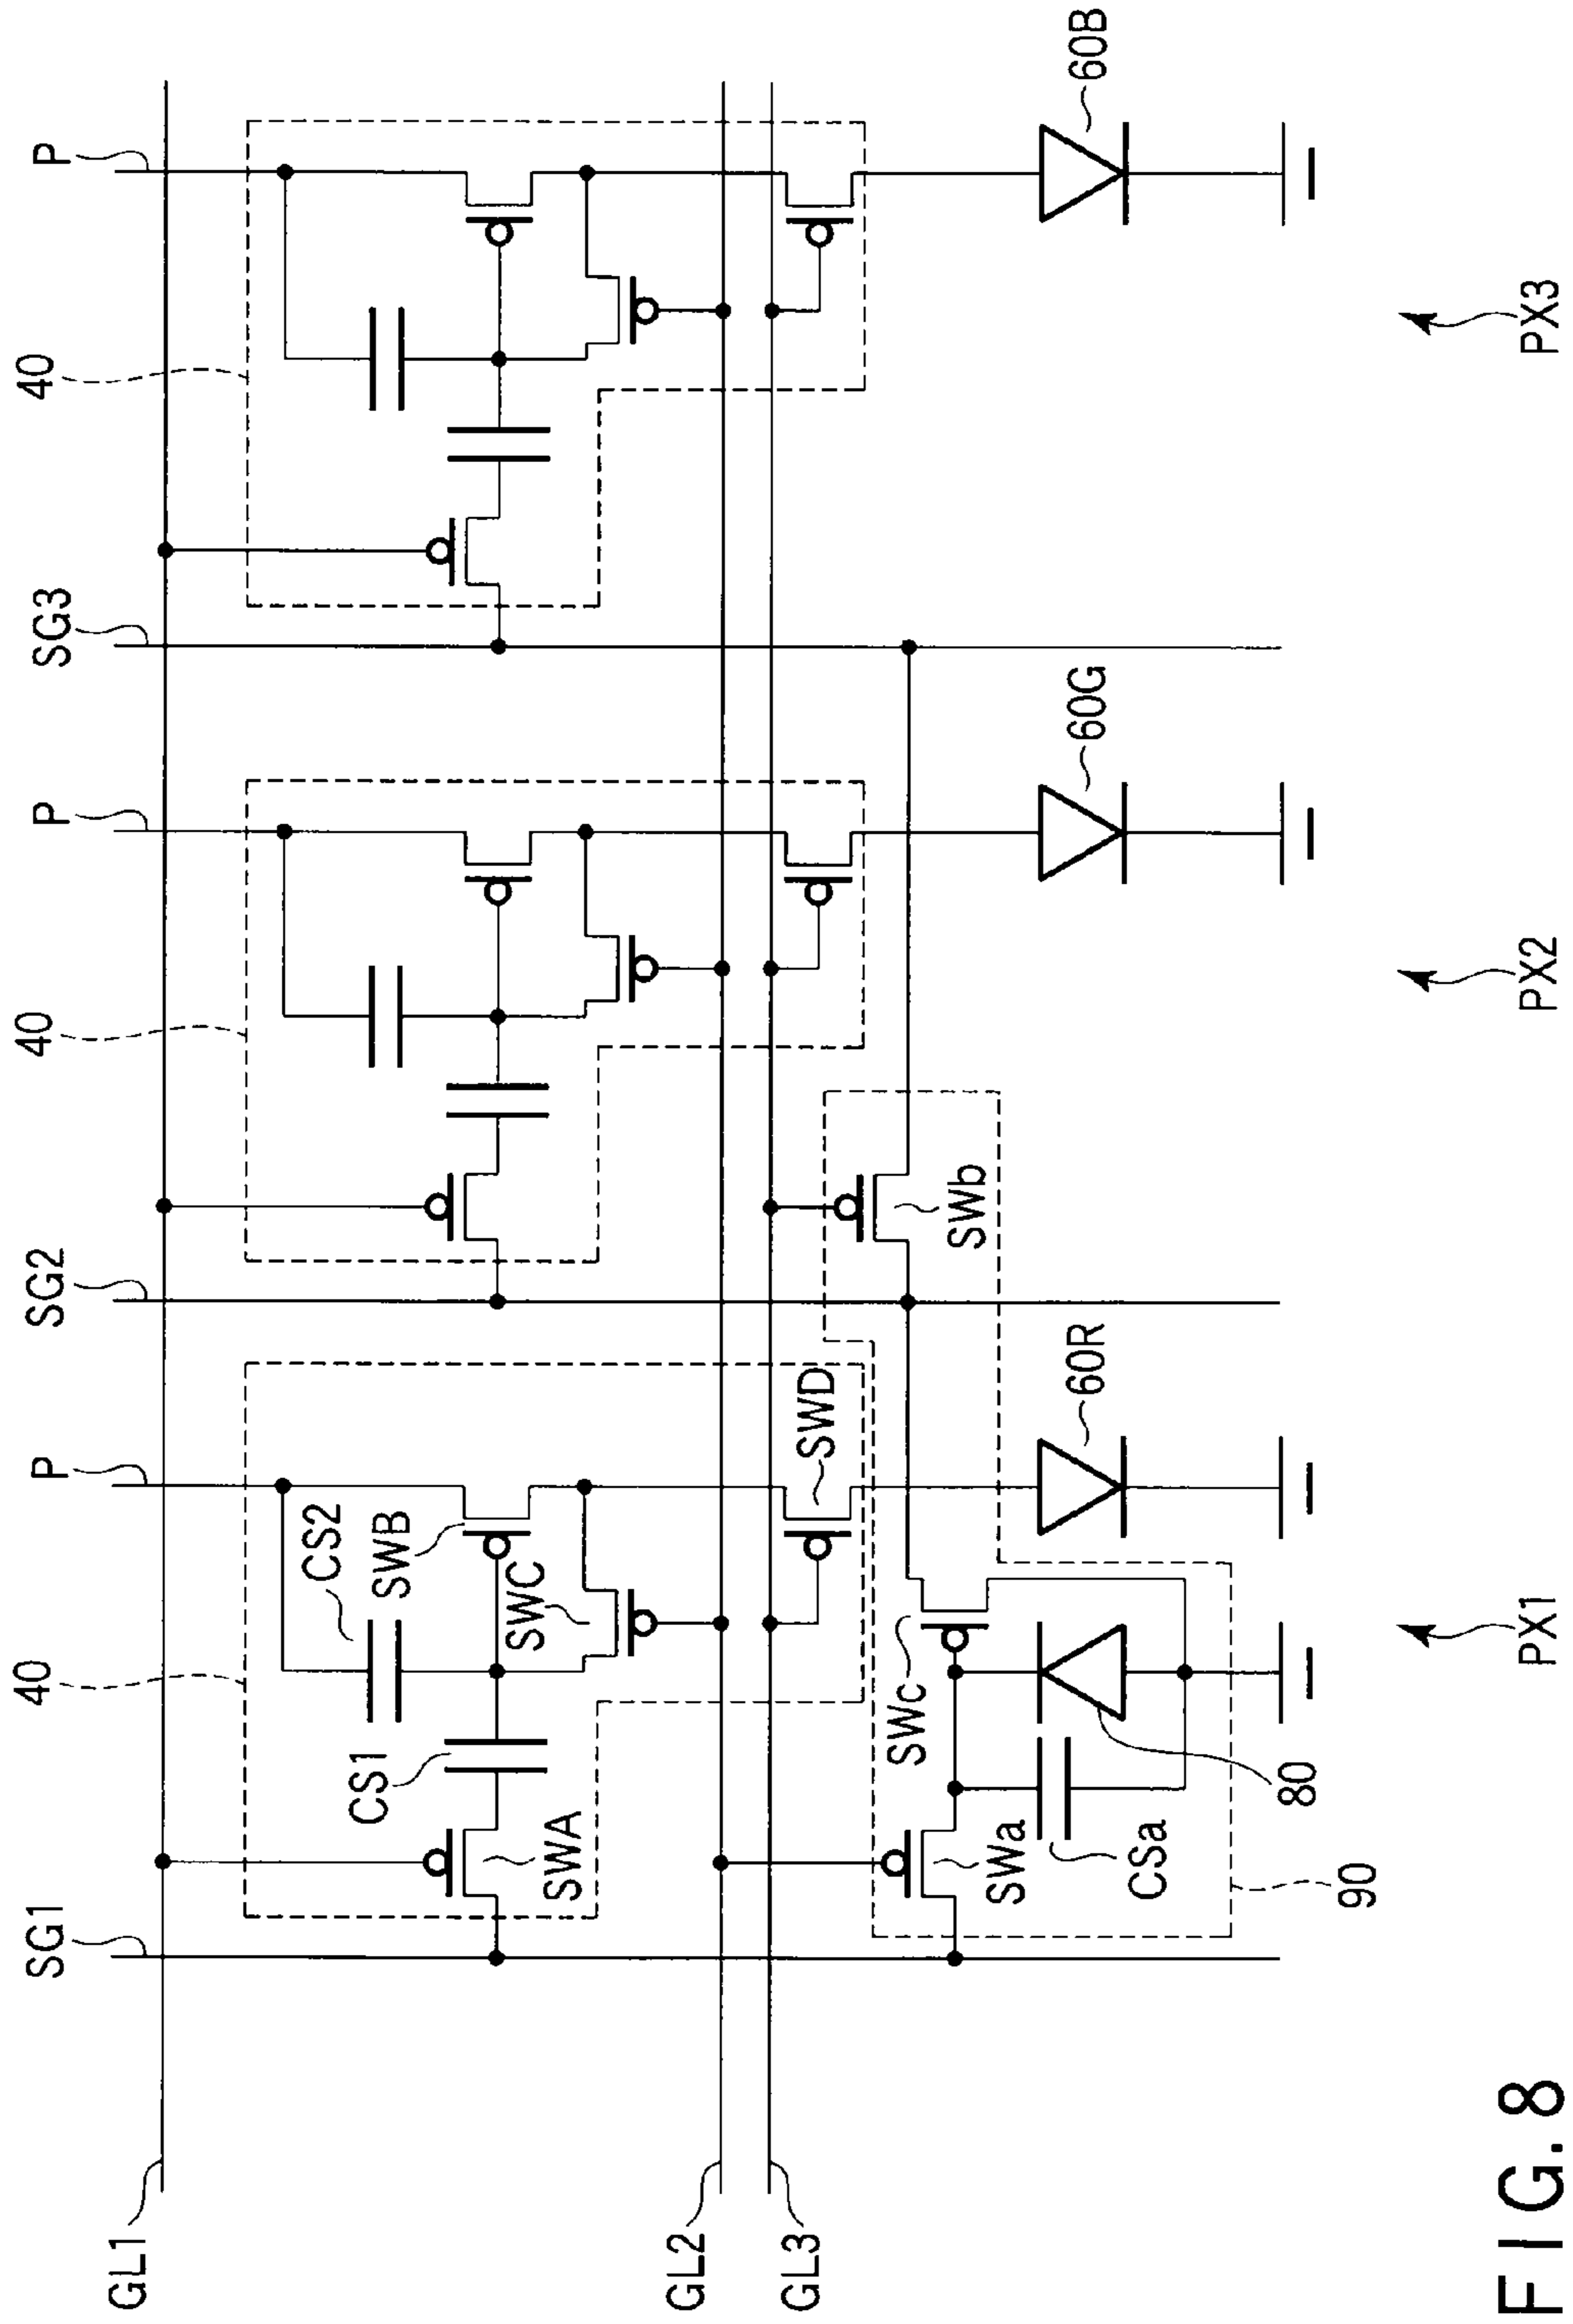 SG1
40
P
SG2
40
P
SG3
40
P
GL1
CS2
CS1
SWB
SWC
SWA
GL2
GL3
SWD
SWc
SWb
SWa
60R
60G
60B
CSa
80
90
PX1
PX2
PX3
FIG. 8